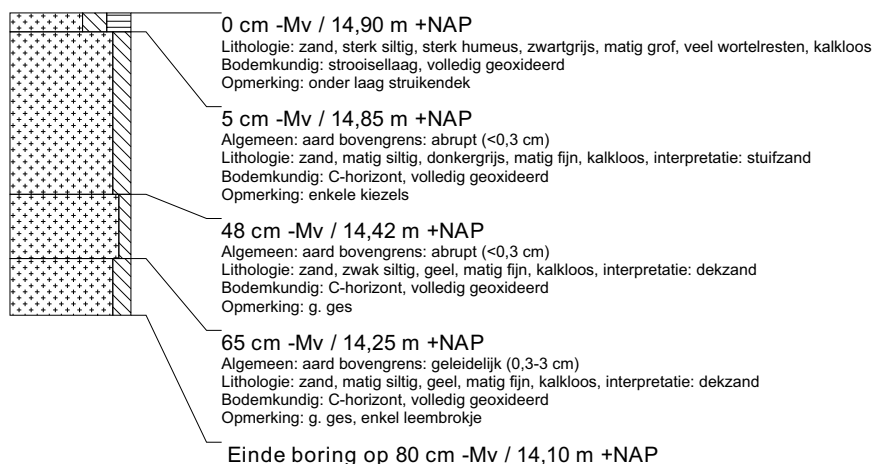 0 cm -Mv / 14,90 m +NAP
Lithologie: zand, sterk siltig, sterk humeus, zwartgrijs, matig grof, veel wortelresten, kalkloos
Bodemkundig: strooisellaag, volledig geoxideerd
Opmerking: onder laag struikendek
5 cm -Mv / 14,85 m +NAP
Algemeen: aard bovengrens: abrupt (<0,3 cm)
Lithologie: zand, matig siltig, donkergrijs, matig fijn, kalkloos, interpretatie: stuifzand
Bodemkundig: C-horizont, volledig geoxideerd
Opmerking: enkele kiezels
48 cm -Mv / 14,42 m +NAP
Algemeen: aard bovengrens: abrupt (<0,3 cm)
Lithologie: zand, zwak siltig, geel, matig fijn, kalkloos, interpretatie: dekzand
Bodemkundig: C-horizont, volledig geoxideerd
Opmerking: g. ges
65 cm -Mv / 14,25 m +NAP
Algemeen: aard bovengrens: geleidelijk (0,3-3 cm)
Lithologie: zand, matig siltig, geel, matig fijn, kalkloos, interpretatie: dekzand
Bodemkundig: C-horizont, volledig geoxideerd
Opmerking: g. ges, enkel leembrokje
Einde boring op 80 cm -Mv / 14,10 m +NAP